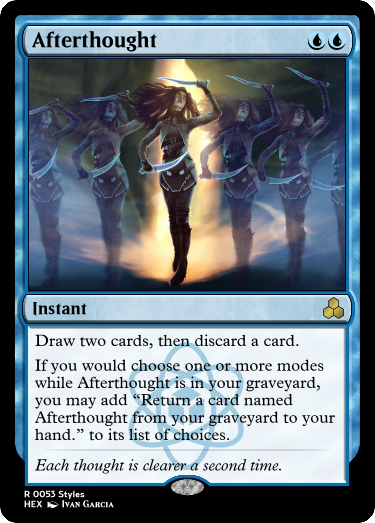 Afterthought
Instant
Draw two cards, then discard a card.
If you would choose one or more modes
while Afterthought is in your graveyard,
you may add “Return a card named
Afterthought from your graveyard to your
hand.” to its list of choices.
Each thought is clearer a second time.
R 0053 Styles
HEX Ivan Garcia